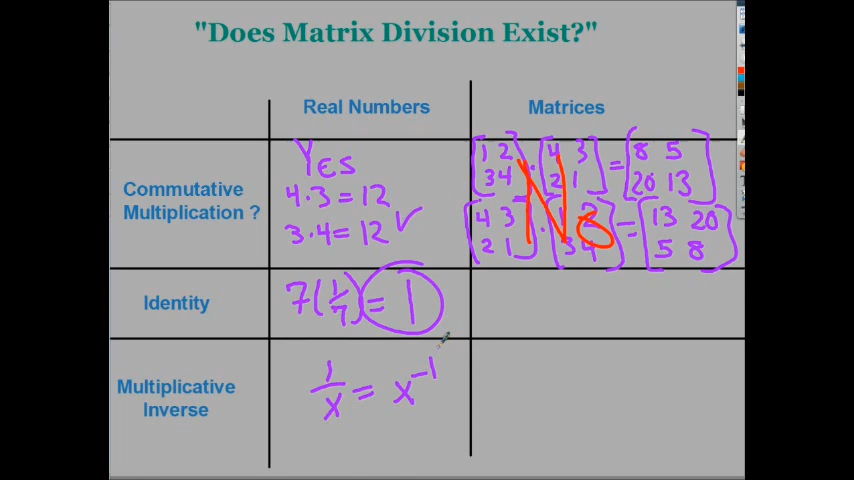 "Does Matrix Division Exist?"
Real Numbers
Matrices
Commutative
Multiplication ?
YES
4·3=12
3·4=12 ✓
[1 2
3 4] · [4 3
2 1] = [8 5
20 13]
[4 3
2 1] · [1 2
3 4] = [13 20
5 8]
No
Identity
7(1/7) = 1
Multiplicative
Inverse
1/x = x⁻¹